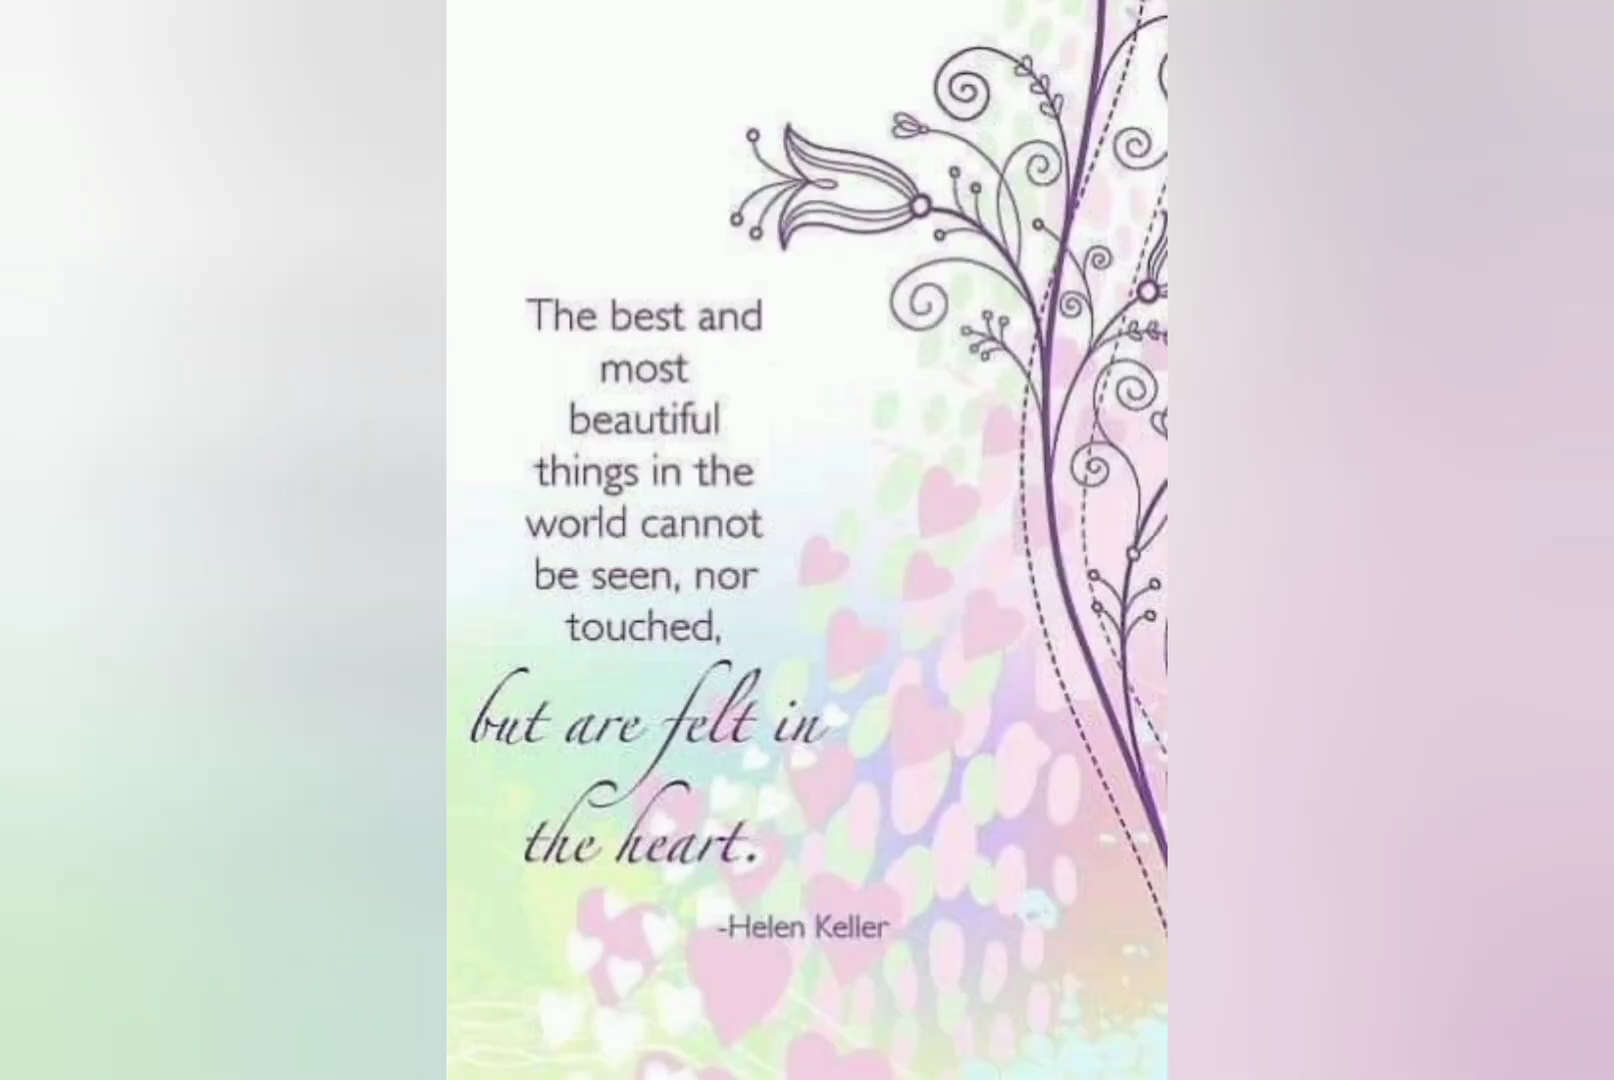 The best and
most
beautiful
things in the
world cannot
be seen, nor
touched,
but are felt in
the heart.
-Helen Keller